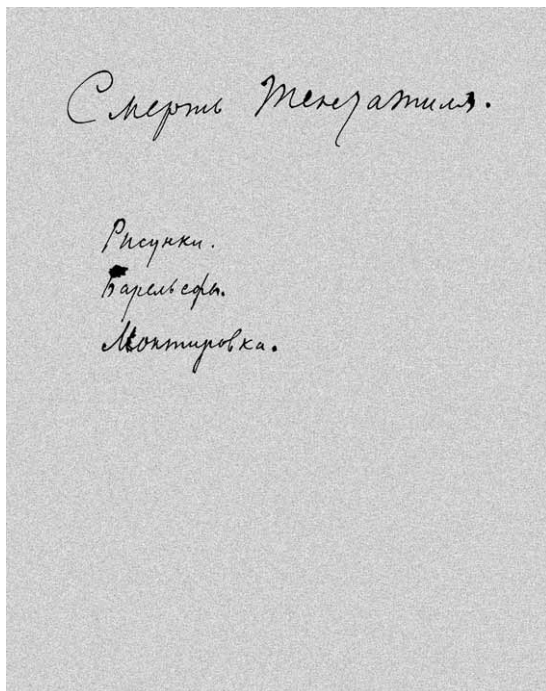 Смерть Тентажиля.
Рисунки.
Барельефы.
Монтировка.